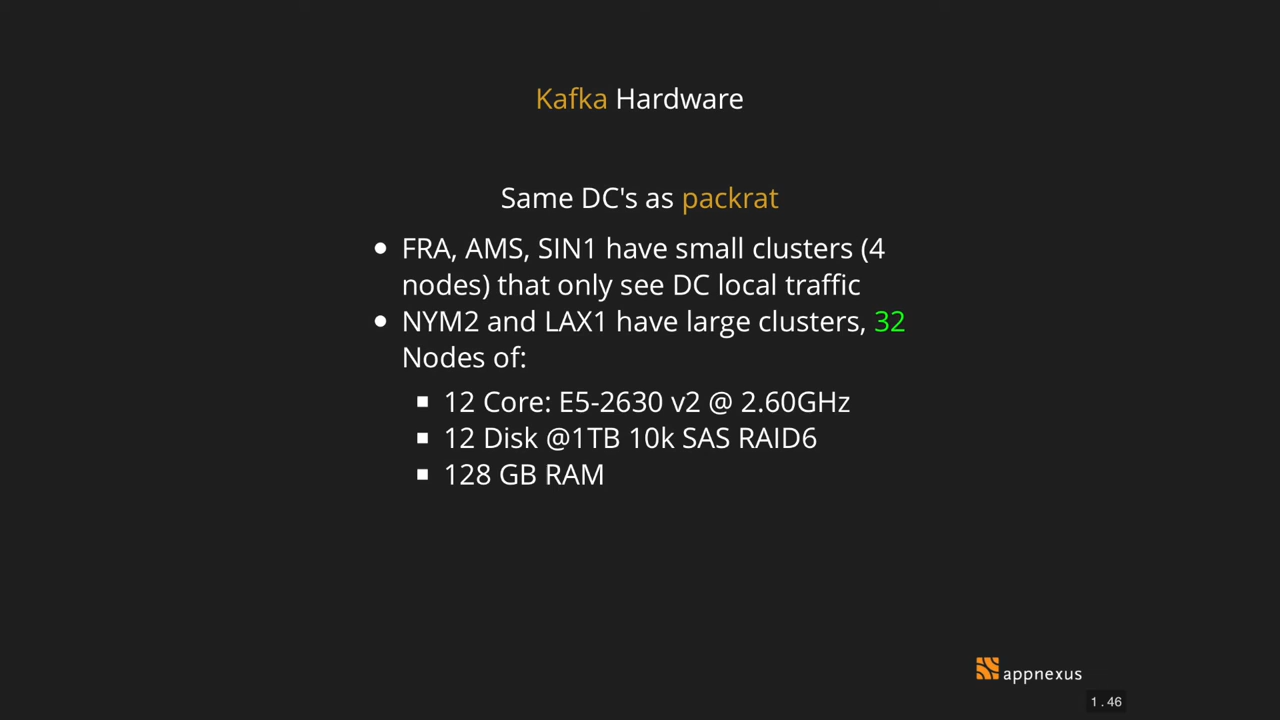 Kafka Hardware
Same DC's as packrat
• FRA, AMS, SIN1 have small clusters (4
nodes) that only see DC local traffic
• NYM2 and LAX1 have large clusters, 32
Nodes of:
▪ 12 Core: E5-2630 v2 @ 2.60GHz
▪ 12 Disk @1TB 10k SAS RAID6
▪ 128 GB RAM
appnexus
1 . 46